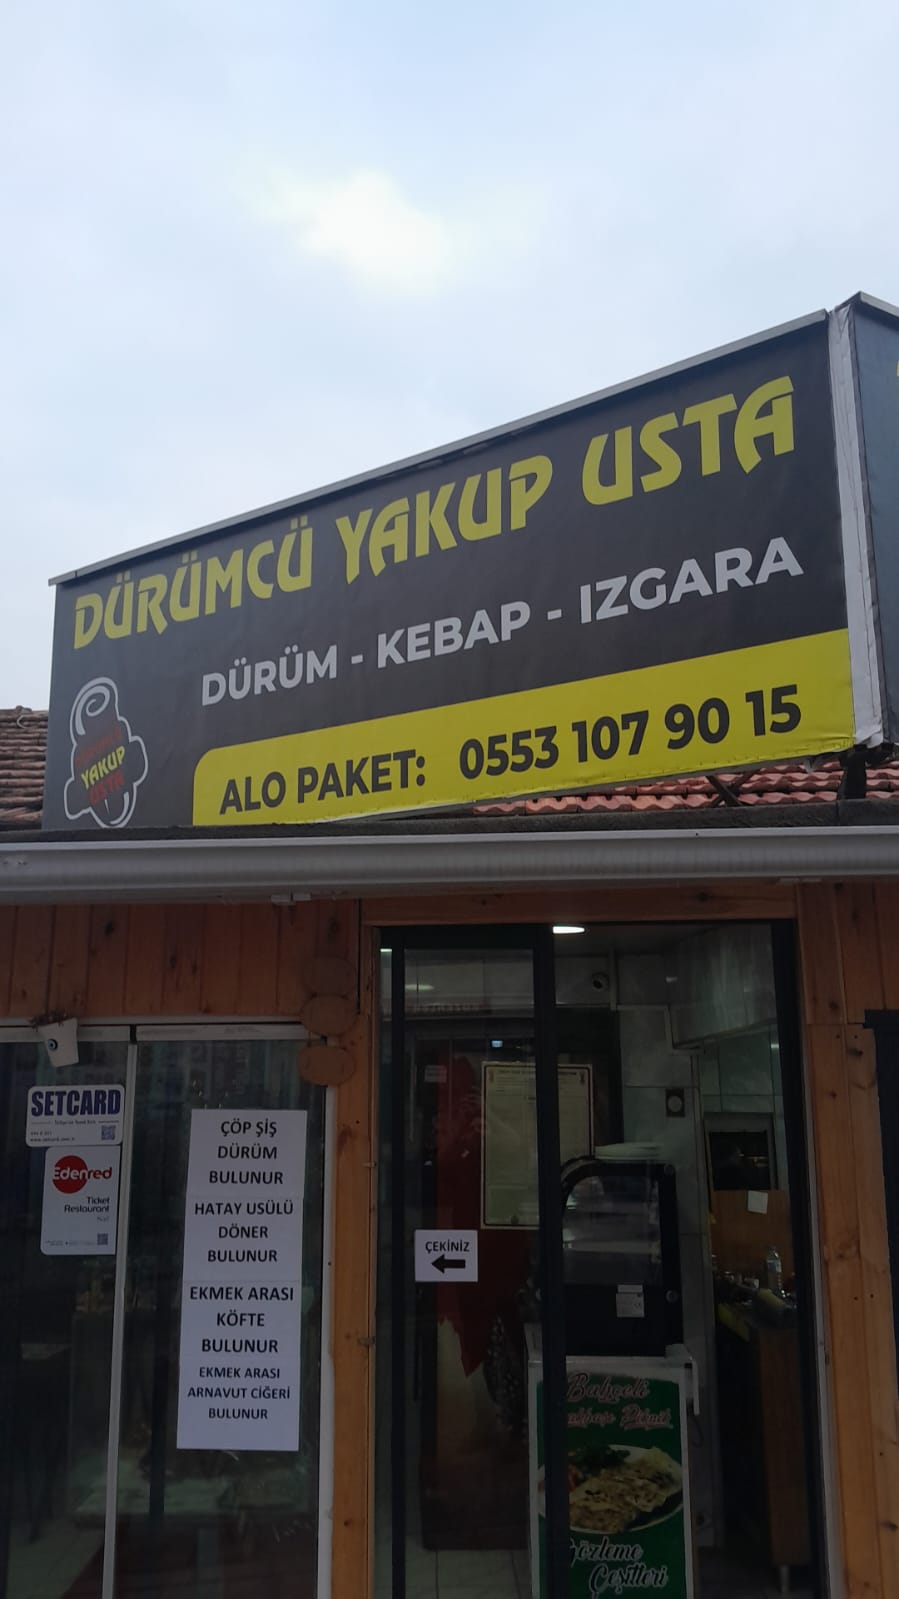 DÜRÜMCÜ YAKUP USTA
DÜRÜM - KEBAP - IZGARA
ALO PAKET: 0553 107 90 15
DÜRÜMCÜ
YAKUP
USTA
SETCARD
Edenred
Ticket
Restaurant
ÇÖP ŞİŞ
DÜRÜM
BULUNUR
HATAY USÜLÜ
DÖNER
BULUNUR
EKMEK ARASI
KÖFTE
BULUNUR
EKMEK ARASI
ARNAVUT CİĞERİ
BULUNUR
ÇEKİNİZ
Bahçeli
Piknik
Gözleme
Çeşitleri